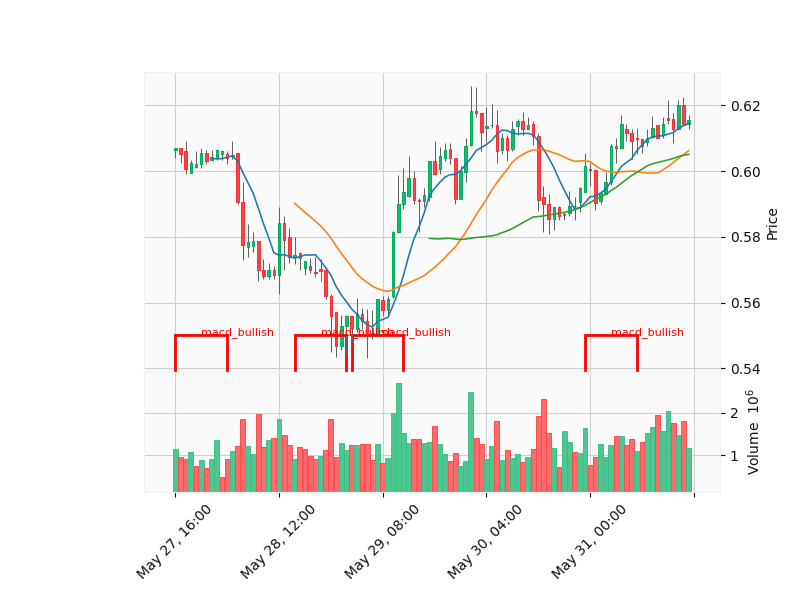 0.62
0.60
0.58
0.56
0.54
Price
macd_bullish
macd_bullish
macd_bullish
macd_bullish
2
1
Volume 10⁶
May 27, 16:00
May 28, 12:00
May 29, 08:00
May 30, 04:00
May 31, 00:00